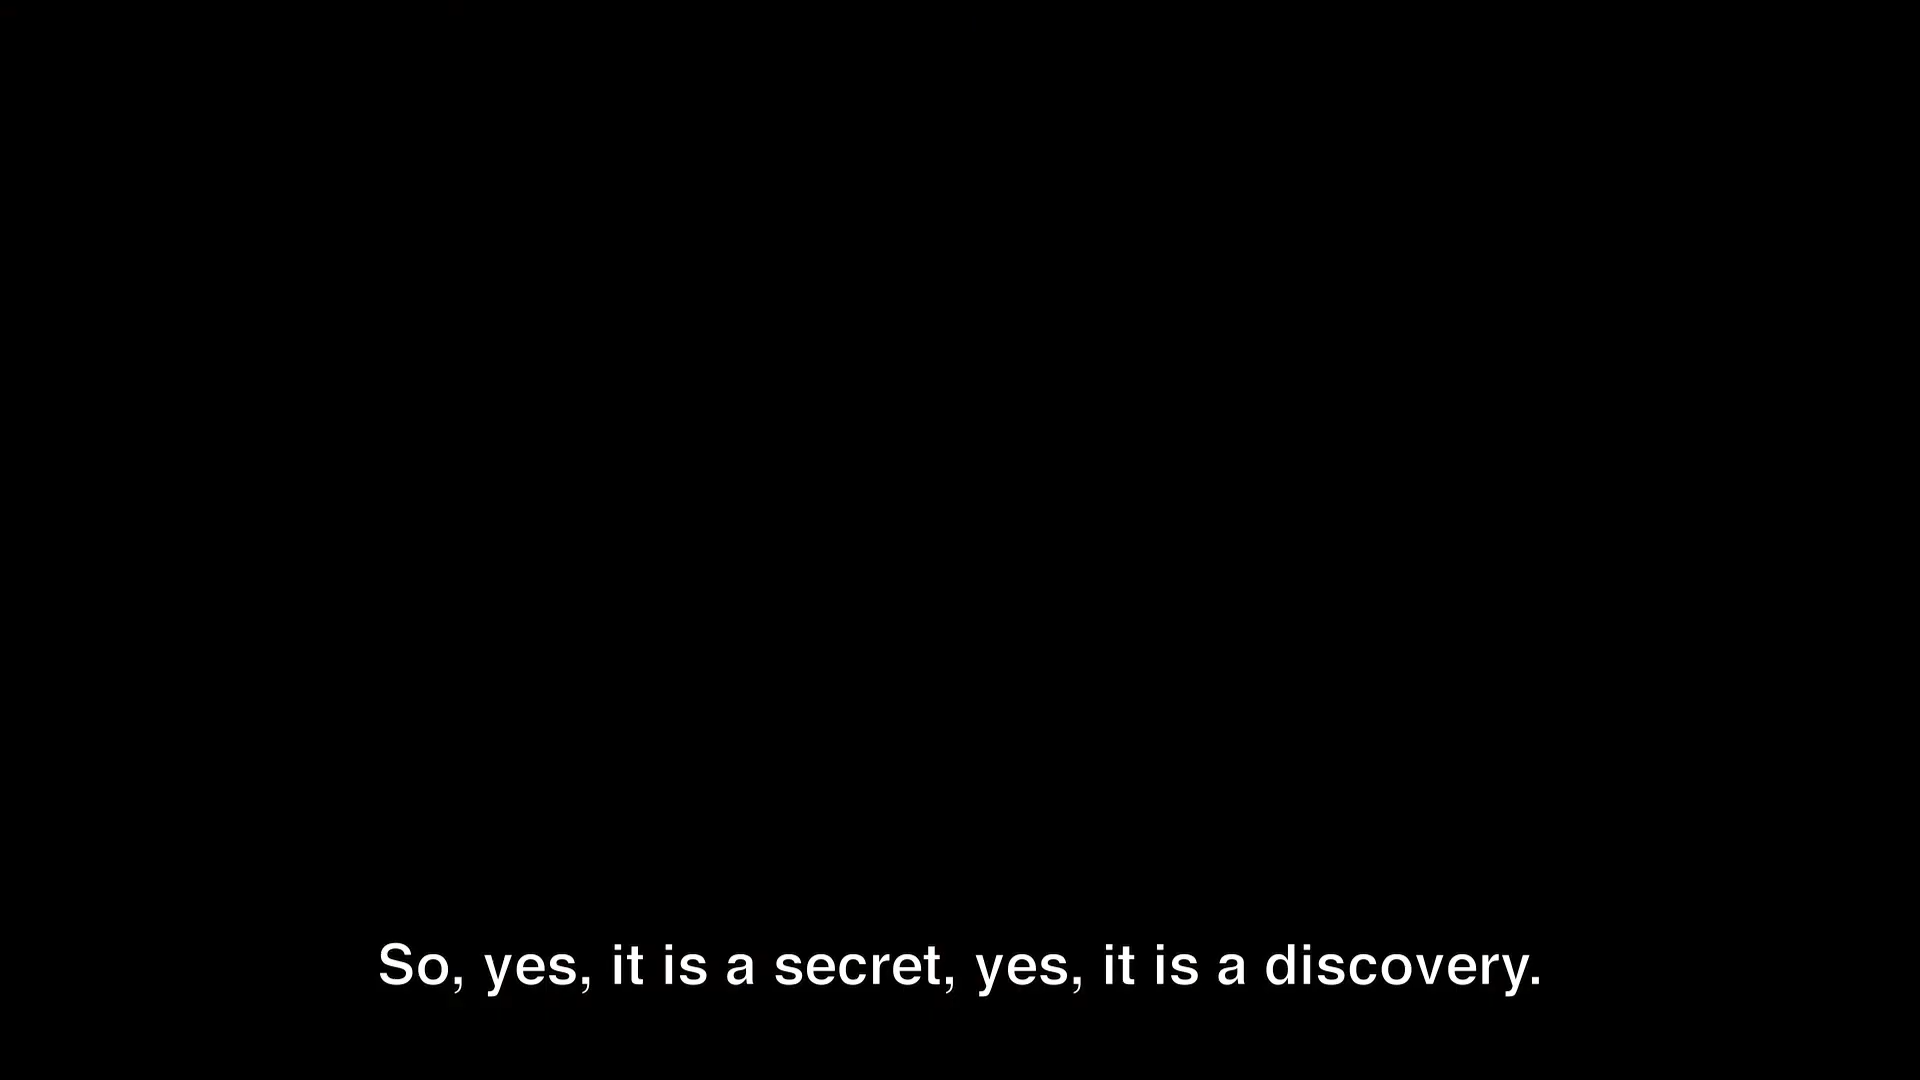 So, yes, it is a secret, yes, it is a discovery.